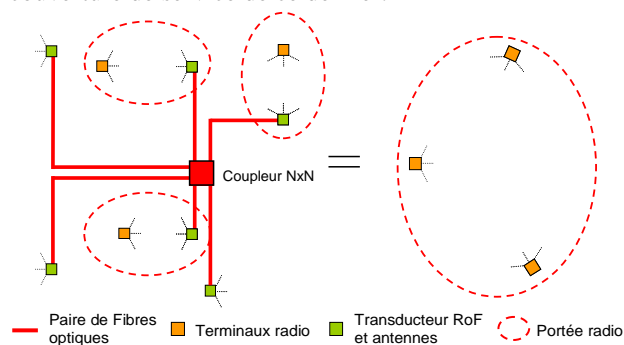 Coupleur NxN
Paire de Fibres
optiques
Terminaux radio
Transducteur RoF
et antennes
Portée radio